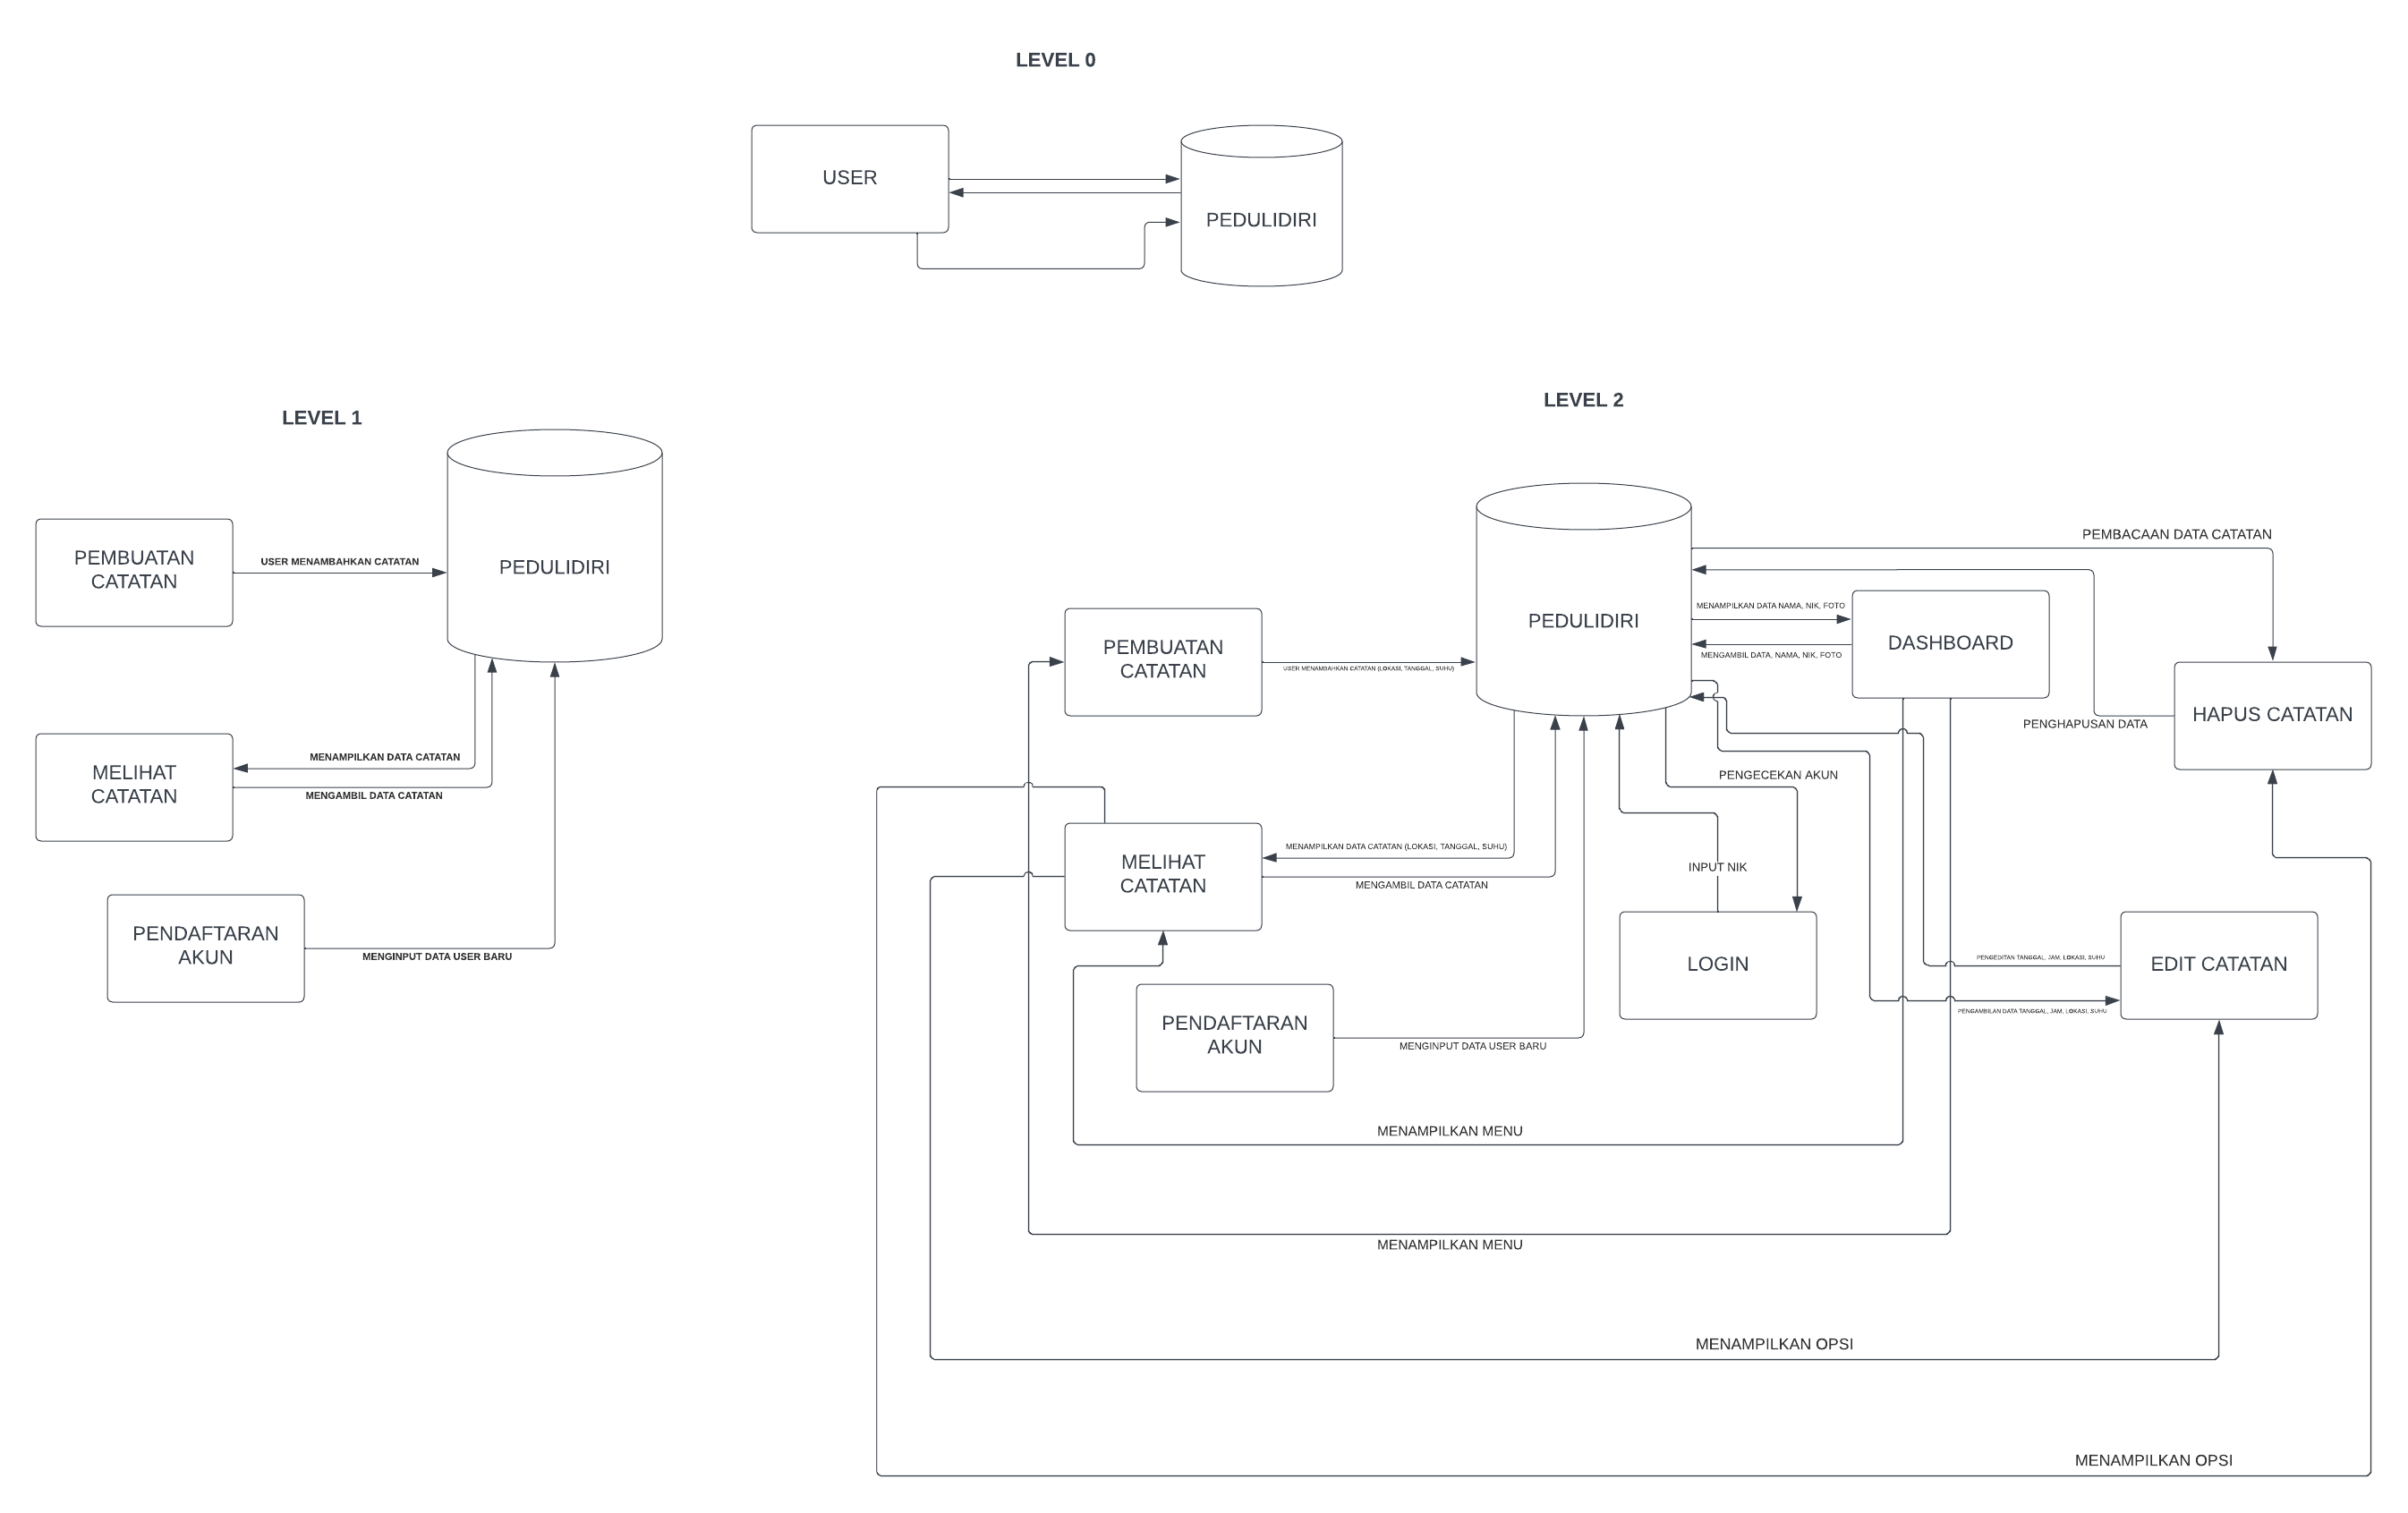 LEVEL 0
USER
PEDULIDIRI
LEVEL 1
PEDULIDIRI
PEMBUATAN
CATATAN
USER MENAMBAHKAN CATATAN
MELIHAT
CATATAN
MENAMPILKAN DATA CATATAN
MENGAMBIL DATA CATATAN
PENDAFTARAN
AKUN
MENGINPUT DATA USER BARU
LEVEL 2
PEDULIDIRI
PEMBACAAN DATA CATATAN
MENAMPILKAN DATA NAMA, NIK, FOTO
DASHBOARD
MENGAMBIL DATA, NAMA, NIK, FOTO
PEMBUATAN
CATATAN
USER MENAMBAHKAN CATATAN (LOKASI, TANGGAL, SUHU)
HAPUS CATATAN
PENGHAPUSAN DATA
PENGECEKAN AKUN
MELIHAT
CATATAN
MENAMPILKAN DATA CATATAN (LOKASI, TANGGAL, SUHU)
MENGAMBIL DATA CATATAN
INPUT NIK
LOGIN
PENGEDITAN TANGGAL, JAM, LOKASI, SUHU
EDIT CATATAN
PENGAMBILAN DATA TANGGAL, JAM, LOKASI, SUHU
PENDAFTARAN
AKUN
MENGINPUT DATA USER BARU
MENAMPILKAN MENU
MENAMPILKAN MENU
MENAMPILKAN OPSI
MENAMPILKAN OPSI